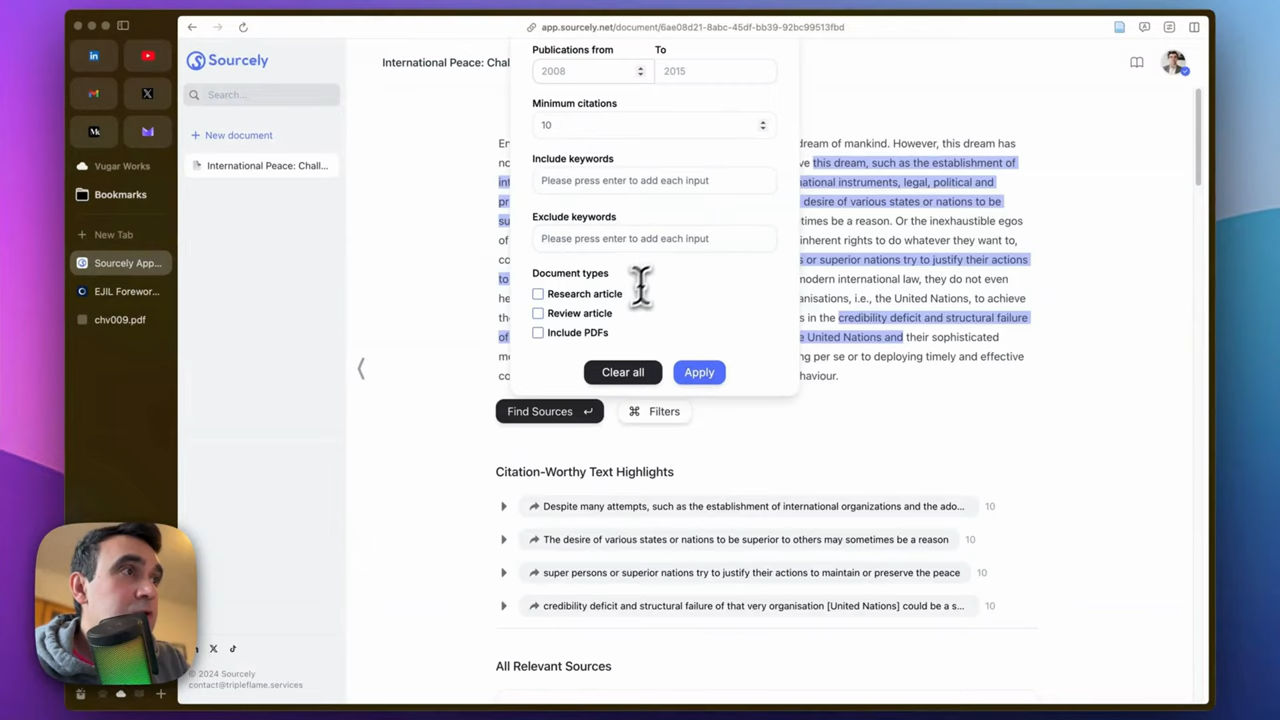 app.sourcely.net/document/6ae08d21-8abc-45df-bb39-92bc99513fbd
Vugar Works
Bookmarks
New Tab
Sourcely App...
EJIL Forewor...
chv009.pdf
Sourcely
Search...
New document
International Peace: Chall...
© 2024 Sourcely
contact@tripleflame.services
International Peace: Chal
Publications from
To
2008
2015
Minimum citations
10
Include keywords
Please press enter to add each input
Exclude keywords
Please press enter to add each input
Document types
Research article
Review article
Include PDFs
Clear all
Apply
dream of mankind. However, this dream has
this dream, such as the establishment of
national instruments, legal, political and
desire of various states or nations to be
times be a reason. Or the inexhaustible egos
inherent rights to do whatever they want to,
s or superior nations try to justify their actions
modern international law, they do not even
ganisations, i.e., the United Nations, to achieve
s in the credibility deficit and structural failure
e United Nations and their sophisticated
ng per se or to deploying timely and effective
haviour.
Find Sources
Filters
Citation-Worthy Text Highlights
Despite many attempts, such as the establishment of international organizations and the ado... 10
The desire of various states or nations to be superior to others may sometimes be a reason 10
super persons or superior nations try to justify their actions to maintain or preserve the peace 10
credibility deficit and structural failure of that very organisation [United Nations] could be a s... 10
All Relevant Sources